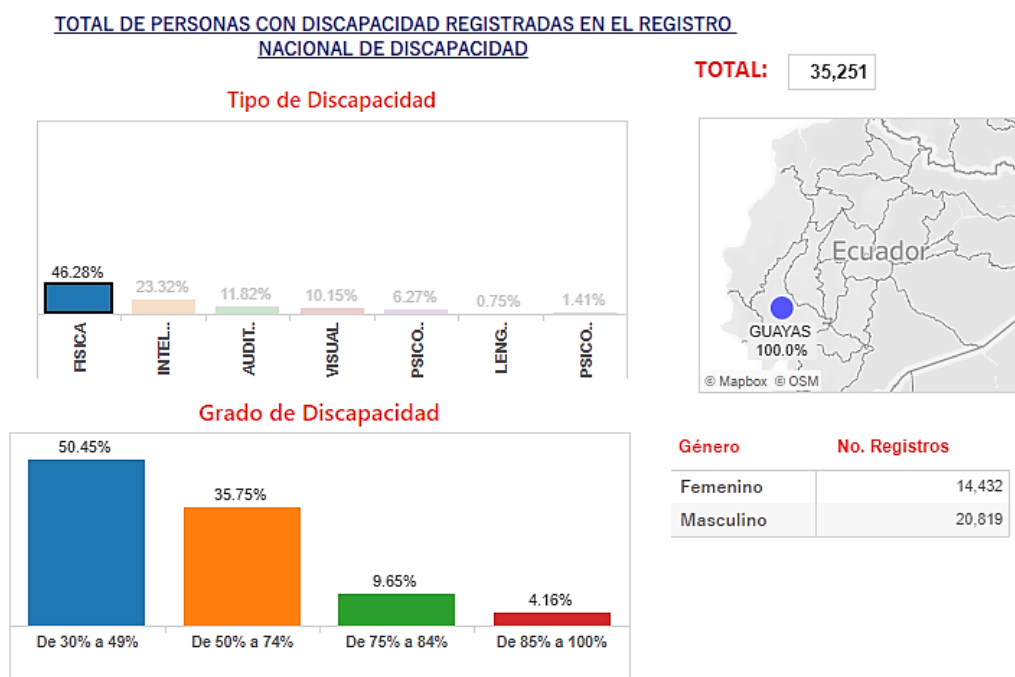 TOTAL DE PERSONAS CON DISCAPACIDAD REGISTRADAS EN EL REGISTRO
NACIONAL DE DISCAPACIDAD
TOTAL: 35,251
Tipo de Discapacidad
46.28%
23.32%
11.82%
10.15%
6.27%
0.75%
1.41%
FISICA
INTEL..
AUDIT..
VISUAL
PSICO..
LENG..
PSICO..
Ecuador
GUAYAS
100.0%
© Mapbox © OSM
Grado de Discapacidad
50.45%
35.75%
9.65%
4.16%
De 30% a 49%
De 50% a 74%
De 75% a 84%
De 85% a 100%
Género No. Registros
Femenino 14,432
Masculino 20,819